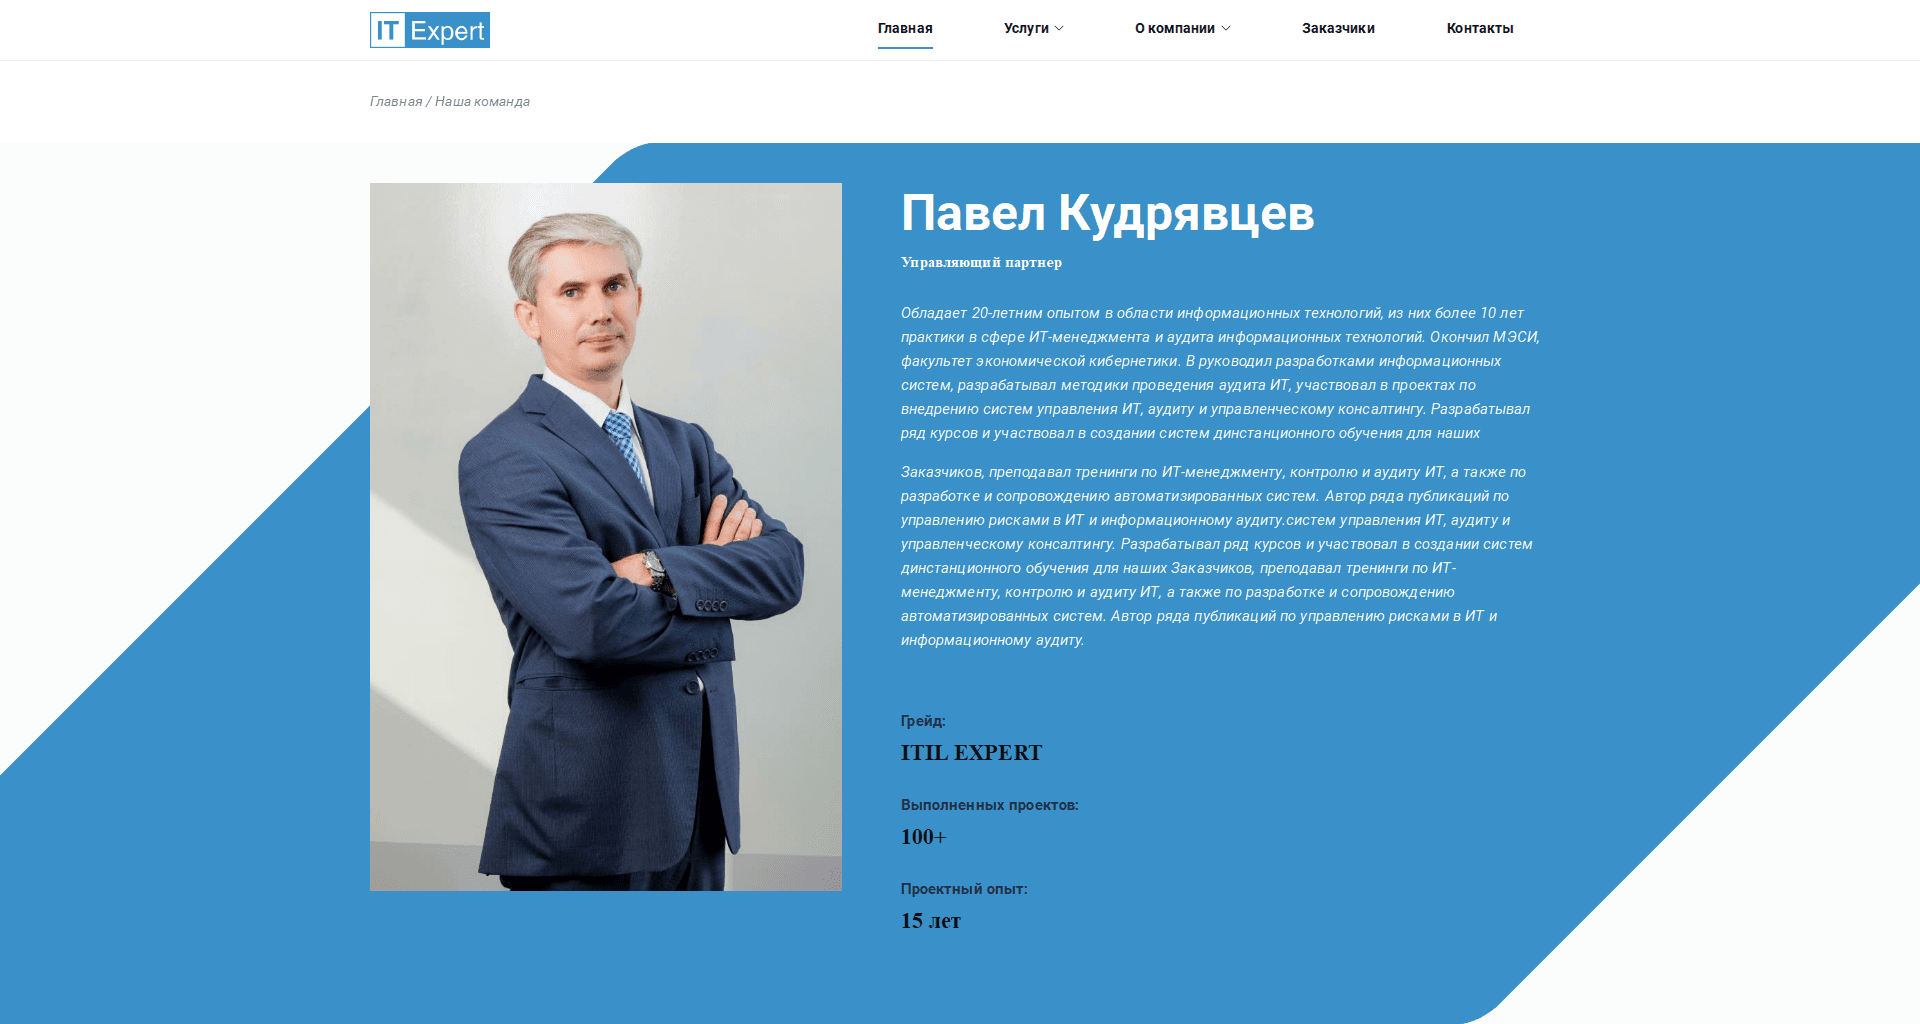 IT Expert
Главная
Услуги
О компании
Заказчики
Контакты
Главная / Наша команда
Павел Кудрявцев
Управляющий партнер
Обладает 20-летним опытом в области информационных технологий, из них более 10 лет
практики в сфере ИТ-менеджмента и аудита информационных технологий. Окончил МЭСИ,
факультет экономической кибернетики. В руководил разработками информационных
систем, разрабатывал методики проведения аудита ИТ, участвовал в проектах по
внедрению систем управления ИТ, аудиту и управленческому консалтингу. Разрабатывал
ряд курсов и участвовал в создании систем динстанционного обучения для наших
Заказчиков, преподавал тренинги по ИТ-менеджменту, контролю и аудиту ИТ, а также по
разработке и сопровождению автоматизированных систем. Автор ряда публикаций по
управлению рисками в ИТ и информационному аудиту.систем управления ИТ, аудиту и
управленческому консалтингу. Разрабатывал ряд курсов и участвовал в создании систем
динстанционного обучения для наших Заказчиков, преподавал тренинги по ИТ-
менеджменту, контролю и аудиту ИТ, а также по разработке и сопровождению
автоматизированных систем. Автор ряда публикаций по управлению рисками в ИТ и
информационному аудиту.
Грейд:
ITIL EXPERT
Выполненных проектов:
100+
Проектный опыт:
15 лет